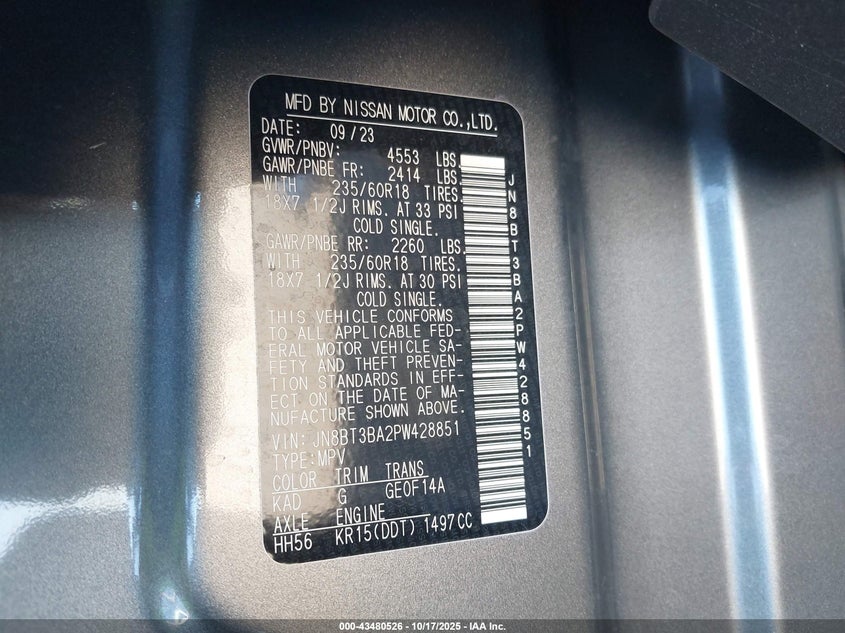 MFD BY NISSAN MOTOR CO.,LTD.
DATE: 09/23
GVWR/PNBV: 4553 LBS
GAWR/PNBE FR: 2414 LBS
WITH 235/60R18 TIRES.
18X7 1/2J RIMS. AT 33 PSI
COLD SINGLE.
GAWR/PNBE RR: 2260 LBS.
WITH 235/60R18 TIRES.
18X7 1/2J RIMS. AT 30 PSI
COLD SINGLE.
THIS VEHICLE CONFORMS
TO ALL APPLICABLE FED-
ERAL MOTOR VEHICLE SA-
FETY AND THEFT PREVEN-
TION STANDARDS IN EFF-
ECT ON THE DATE OF MA-
NUFACTURE SHOWN ABOVE.
VIN: JN8BT3BA2PW428851
TYPE:MPV
COLOR TRIM TRANS
KAD G GE0F14A
AXLE ENGINE
HH56 KR15(DDT) 1497CC
JN8BT3BA2PW428851
000-43480526 - 10/17/2025 - IAA Inc.